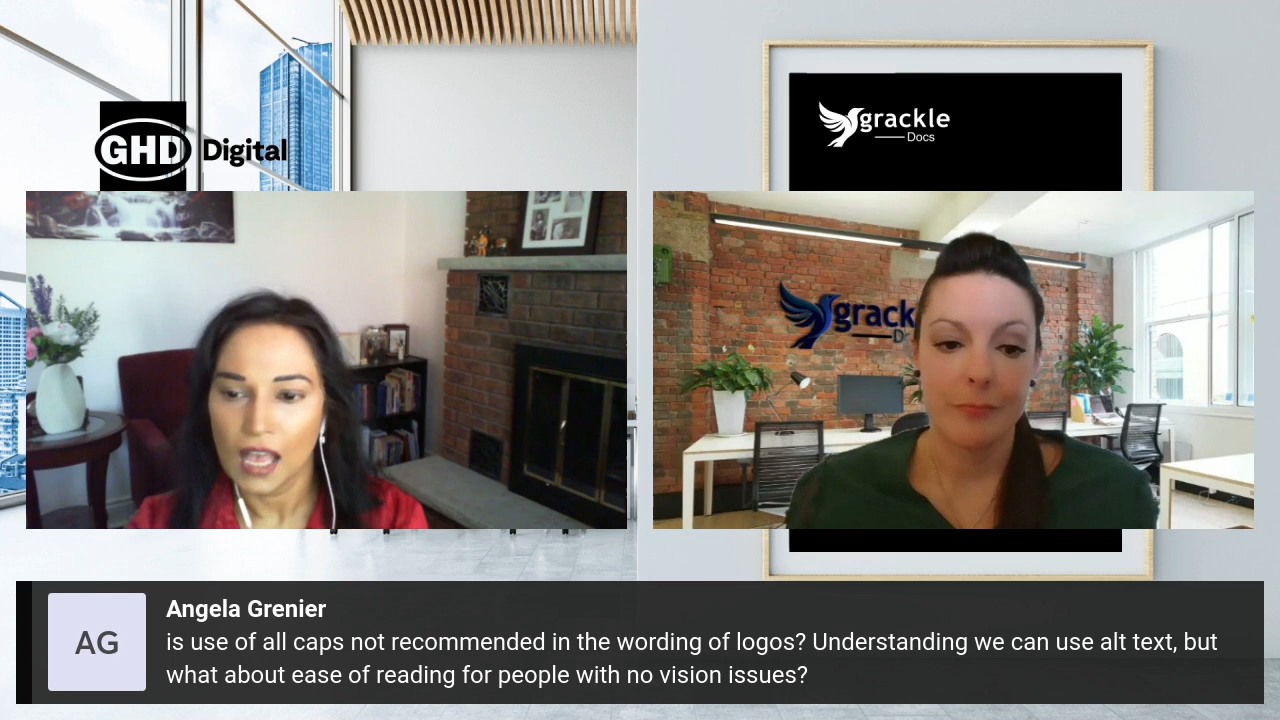 GHD Digital
grackle
Docs
grack
D
AG
Angela Grenier
is use of all caps not recommended in the wording of logos? Understanding we can use alt text, but
what about ease of reading for people with no vision issues?